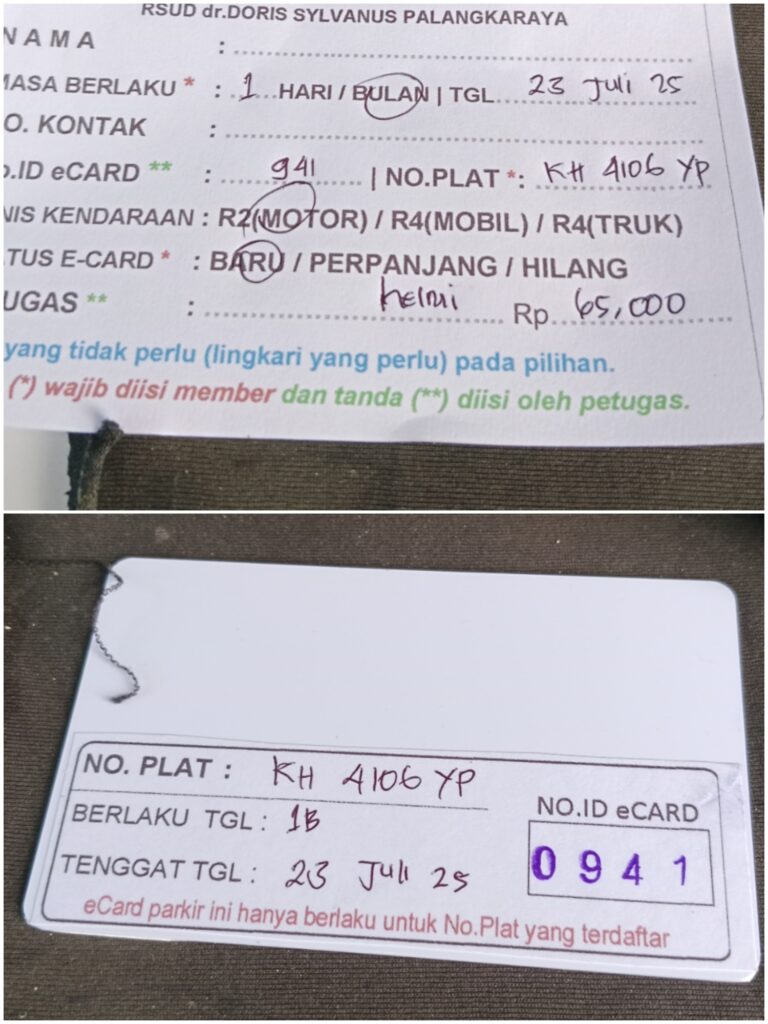 RSUD dr.DORIS SYLVANUS PALANGKARAYA
NAMA : 
MASA BERLAKU * : 1 HARI / BULAN | TGL 23 Juli 25
O. KONTAK :
o.ID eCARD ** : 941 | NO.PLAT *: KH 4106 YP
NIS KENDARAAN : R2(MOTOR) / R4(MOBIL) / R4(TRUK)
TUS E-CARD * : BARU / PERPANJANG / HILANG
UGAS ** : helmi Rp 65,000
yang tidak perlu (lingkari yang perlu) pada pilihan.
(*) wajib diisi member dan tanda (**) diisi oleh petugas.
NO. PLAT : KH 4106 YP
BERLAKU TGL : 1B
TENGGAT TGL : 23 Juli 25
NO.ID eCARD
0941
eCard parkir ini hanya berlaku untuk No.Plat yang terdaftar